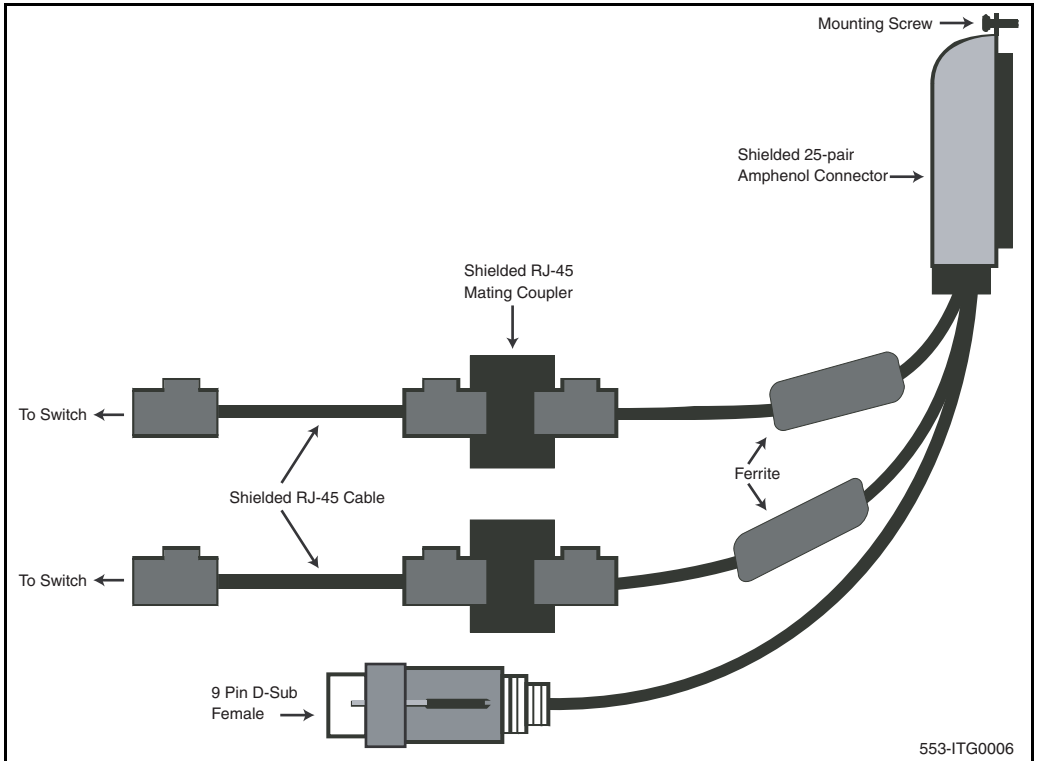 Mounting Screw
Shielded 25-pair
Amphenol Connector
Shielded RJ-45
Mating Coupler
To Switch
Ferrite
Shielded RJ-45 Cable
To Switch
9 Pin D-Sub
Female
553-ITG0006